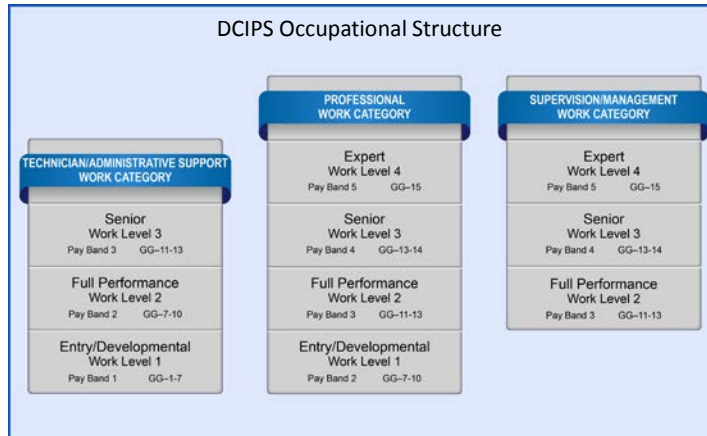 DCIPS Occupational Structure
TECHNICIAN/ADMINISTRATIVE SUPPORT
WORK CATEGORY
Senior
Work Level 3
Pay Band 3 GG–11-13
Full Performance
Work Level 2
Pay Band 2 GG–7-10
Entry/Developmental
Work Level 1
Pay Band 1 GG–1-7
PROFESSIONAL
WORK CATEGORY
Expert
Work Level 4
Pay Band 5 GG–15
Senior
Work Level 3
Pay Band 4 GG–13-14
Full Performance
Work Level 2
Pay Band 3 GG–11-13
Entry/Developmental
Work Level 1
Pay Band 2 GG–7-10
SUPERVISION/MANAGEMENT
WORK CATEGORY
Expert
Work Level 4
Pay Band 5 GG–15
Senior
Work Level 3
Pay Band 4 GG–13-14
Full Performance
Work Level 2
Pay Band 3 GG–11-13